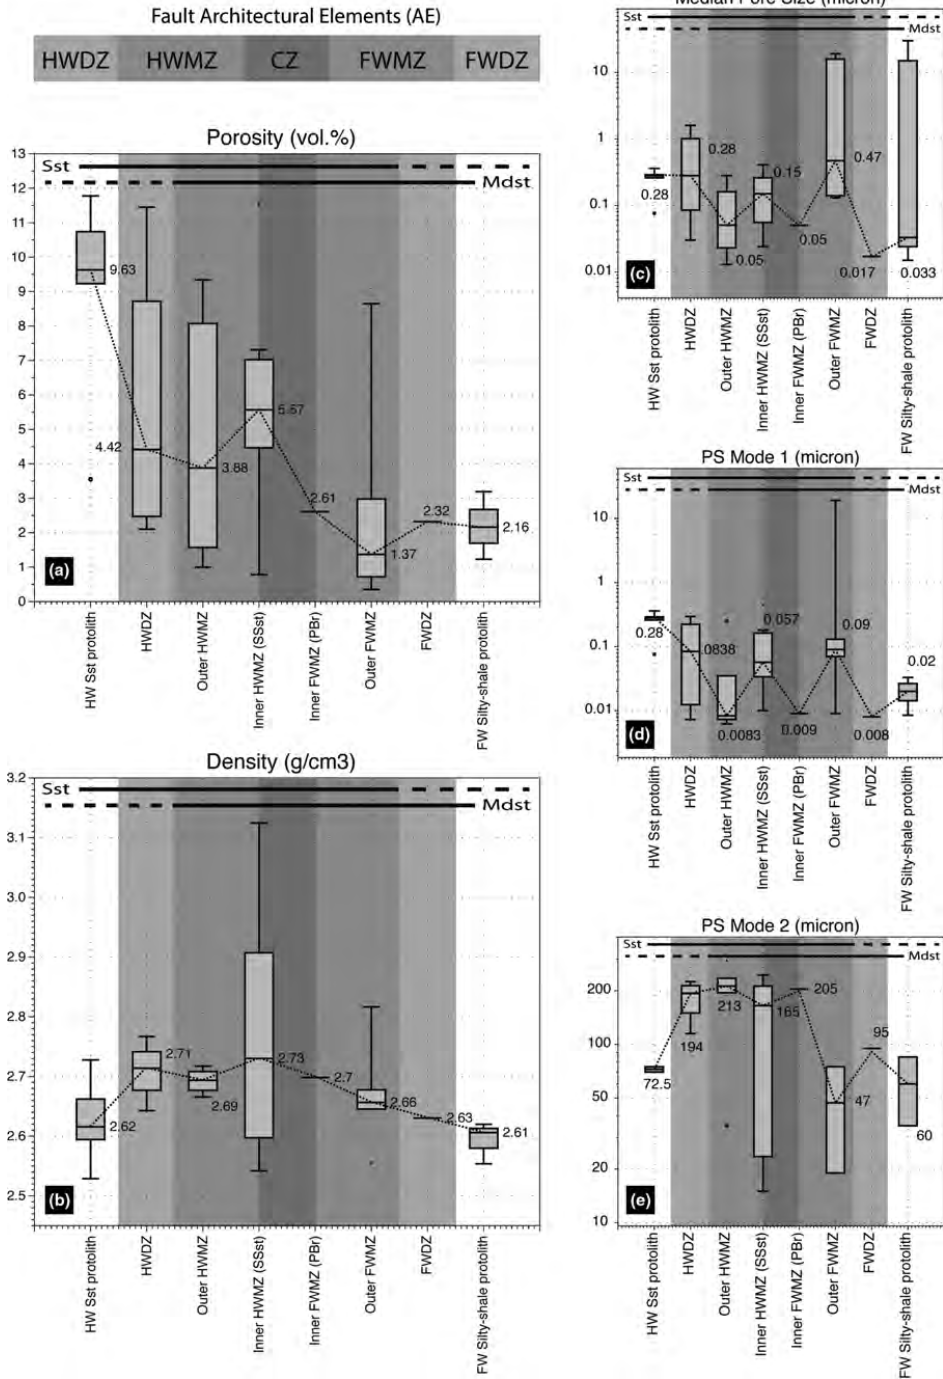 Fault Architectural Elements (AE)
HWDZ HWMZ CZ FWMZ FWDZ
Porosity (vol.%)
13
12
11
10
9
8
7
6
5
4
3
2
1
0
Sst
Mdst
9.63
4.42
3.88
5.57
2.61
1.37
2.32
2.16
(a)
HW Sst protolith
HWDZ
Outer HWMZ
Inner HWMZ (SSst)
Inner FWMZ (PBr)
Outer FWMZ
FWDZ
FW Silty-shale protolith
Density (g/cm3)
3.2
3.1
3.0
2.9
2.8
2.7
2.6
2.5
Sst
Mdst
2.62
2.71
2.69
2.73
2.7
2.66
2.63
2.61
(b)
HW Sst protolith
HWDZ
Outer HWMZ
Inner HWMZ (SSst)
Inner FWMZ (PBr)
Outer FWMZ
FWDZ
FW Silty-shale protolith
Median Pore Size (micron)
Sst
Mdst
10
1
0.1
0.01
0.28
0.28
0.05
0.15
0.05
0.47
0.017
0.033
(c)
HW Sst protolith
HWDZ
Outer HWMZ
Inner HWMZ (SSst)
Inner FWMZ (PBr)
Outer FWMZ
FWDZ
FW Silty-shale protolith
PS Mode 1 (micron)
Sst
Mdst
10
1
0.1
0.01
0.28
.0838
0.0083
0.057
0.009
0.09
0.008
0.02
(d)
HW Sst protolith
HWDZ
Outer HWMZ
Inner HWMZ (SSst)
Inner FWMZ (PBr)
Outer FWMZ
FWDZ
FW Silty-shale protolith
PS Mode 2 (micron)
Sst
Mdst
200
100
50
20
10
72.5
194
213
165
205
47
95
60
(e)
HW Sst protolith
HWDZ
Outer HWMZ
Inner HWMZ (SSst)
Inner FWMZ (PBr)
Outer FWMZ
FWDZ
FW Silty-shale protolith